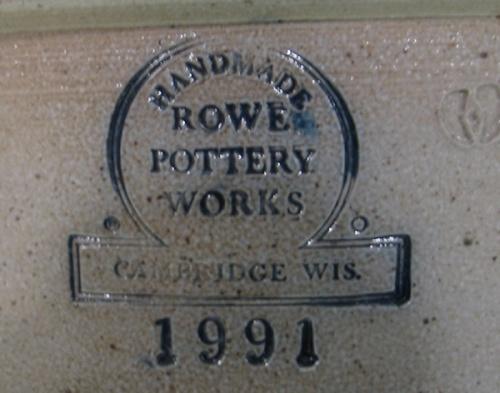 HANDMADE
ROWE
POTTERY
WORKS
CAMBRIDGE WIS.
1991